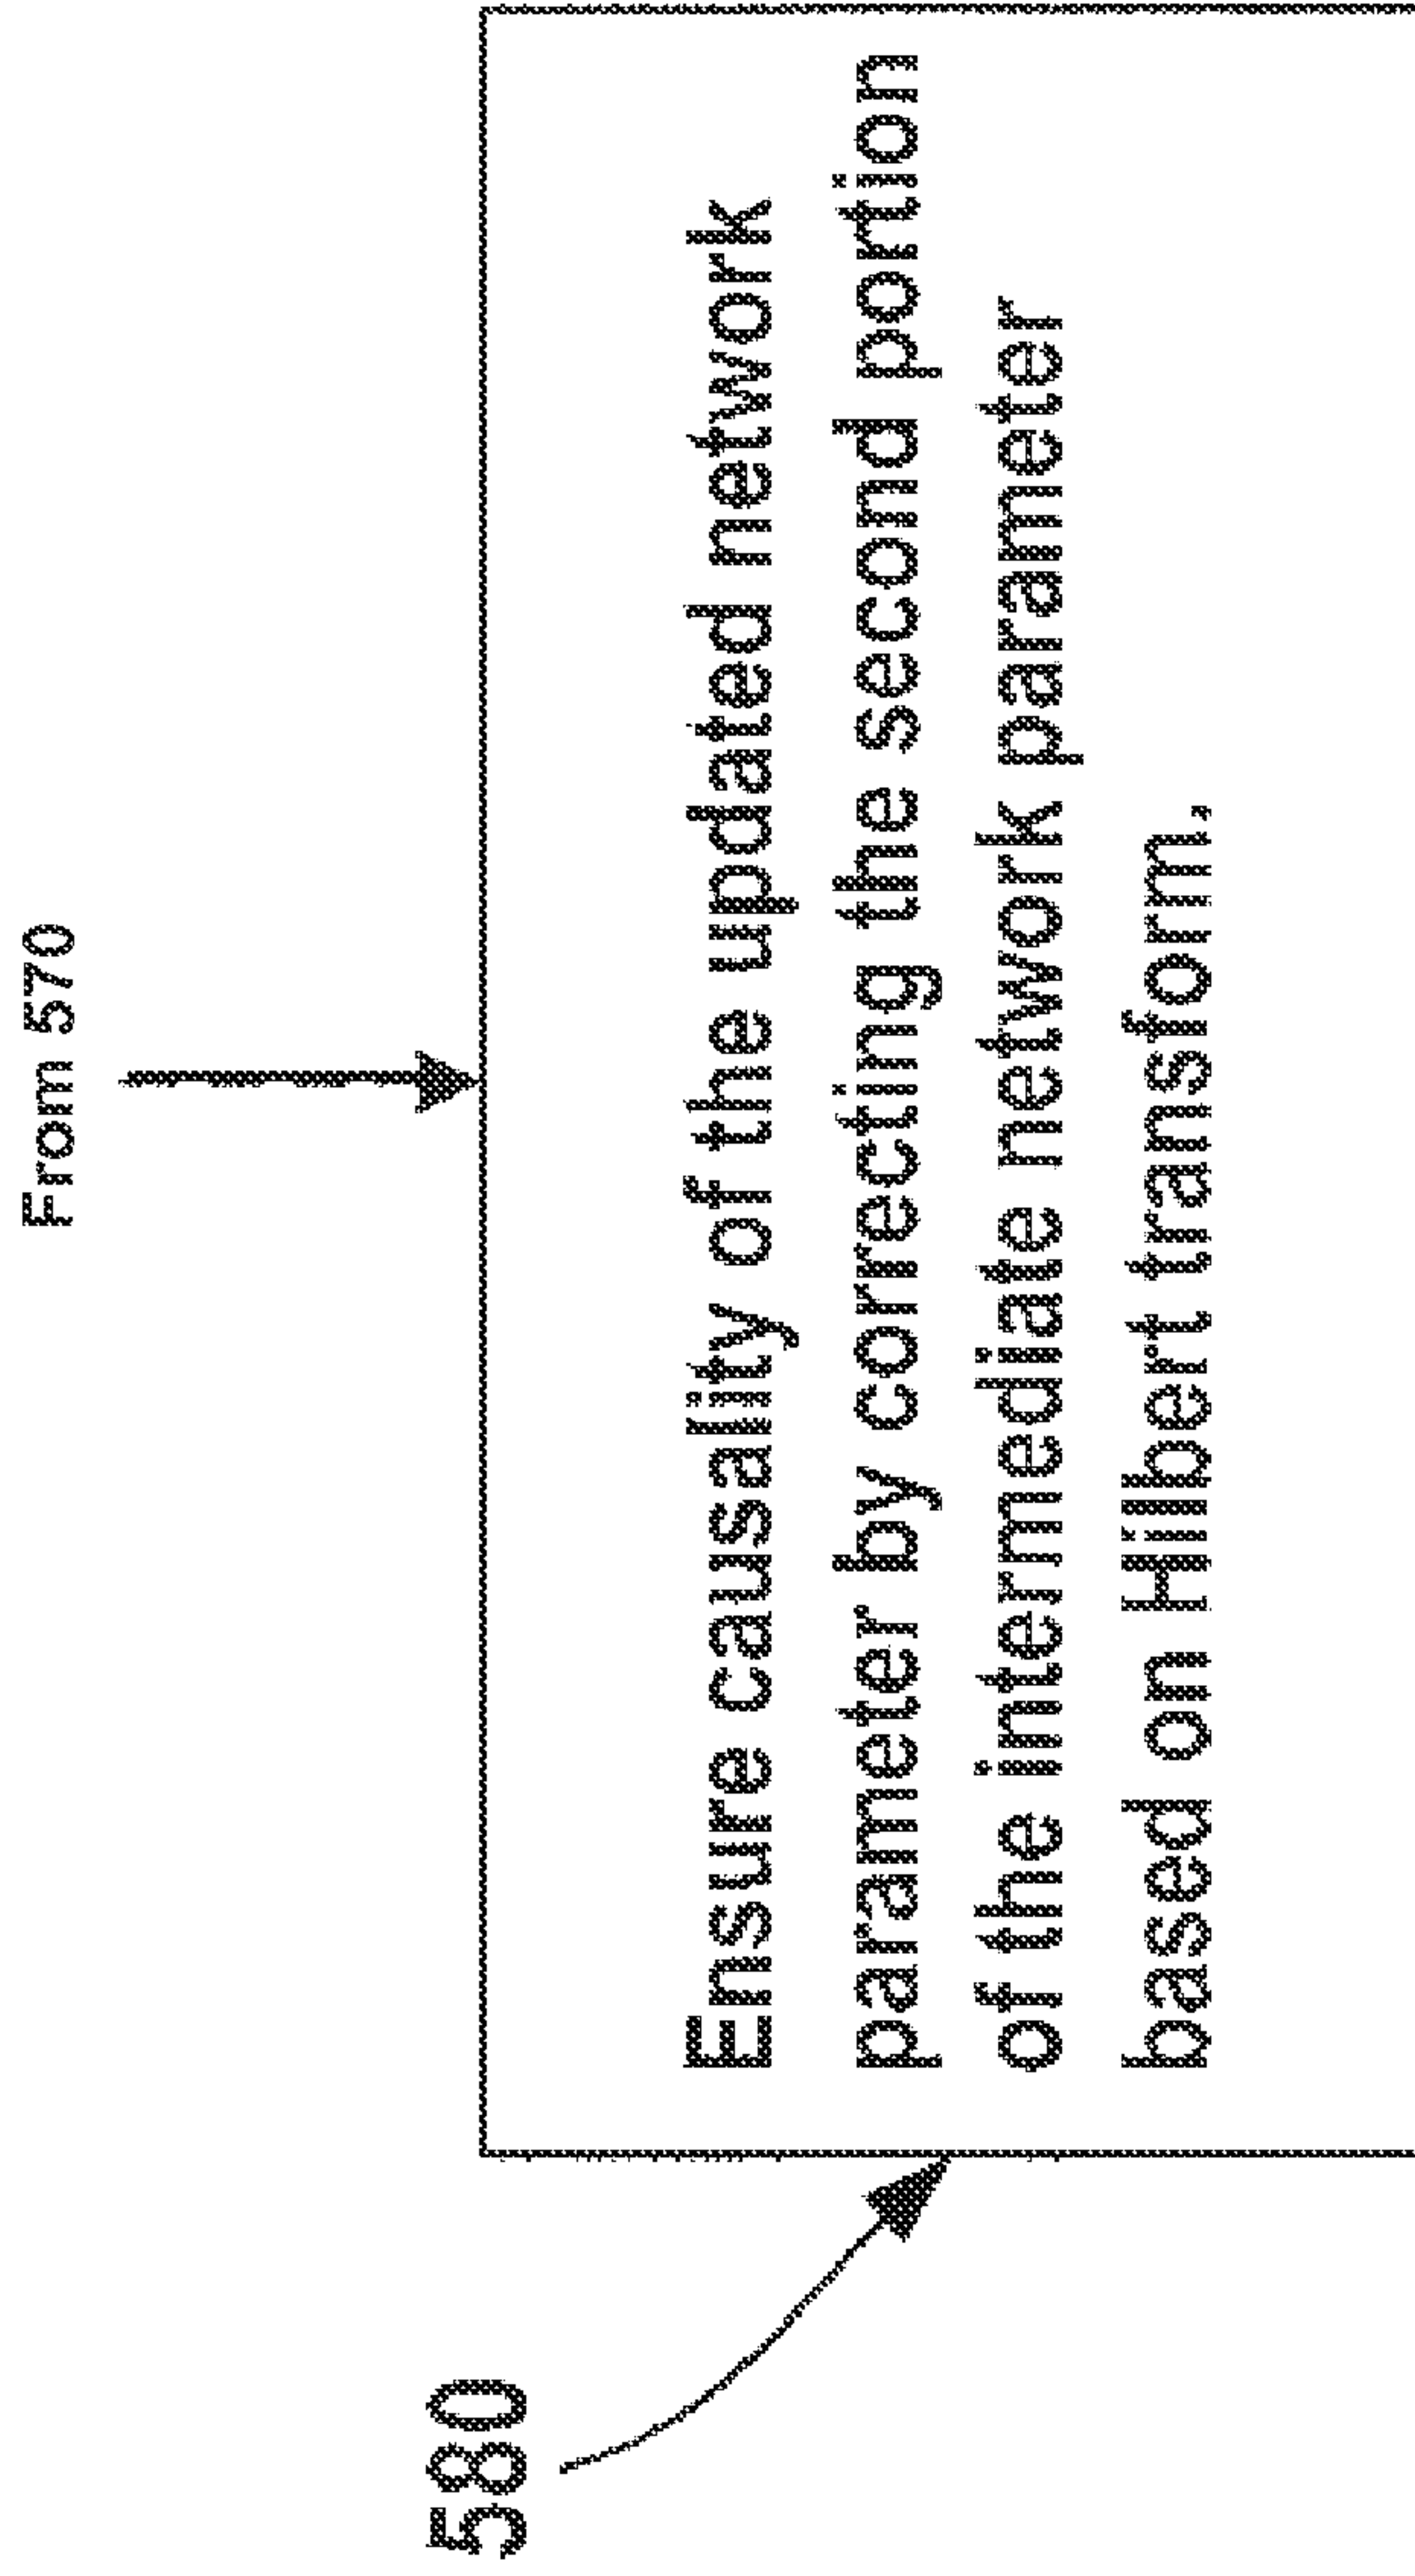 From 570
Ensure causality of the updated network
parameter by correcting the second portion
of the intermediate network parameter
based on Hilbert transform.
580